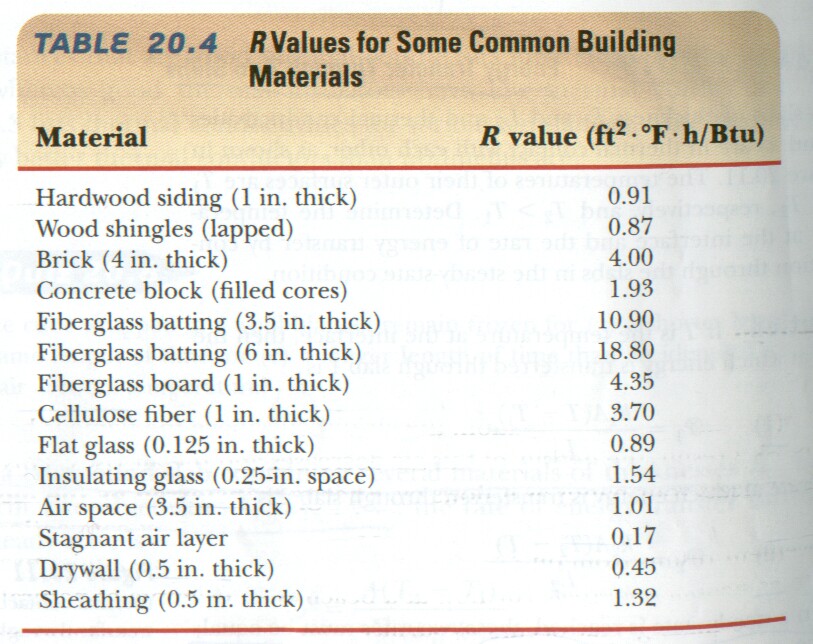 TABLE 20.4 R Values for Some Common Building
Materials
Material R value (ft² · °F · h/Btu)
Hardwood siding (1 in. thick) 0.91
Wood shingles (lapped) 0.87
Brick (4 in. thick) 4.00
Concrete block (filled cores) 1.93
Fiberglass batting (3.5 in. thick) 10.90
Fiberglass batting (6 in. thick) 18.80
Fiberglass board (1 in. thick) 4.35
Cellulose fiber (1 in. thick) 3.70
Flat glass (0.125 in. thick) 0.89
Insulating glass (0.25-in. space) 1.54
Air space (3.5 in. thick) 1.01
Stagnant air layer 0.17
Drywall (0.5 in. thick) 0.45
Sheathing (0.5 in. thick) 1.32